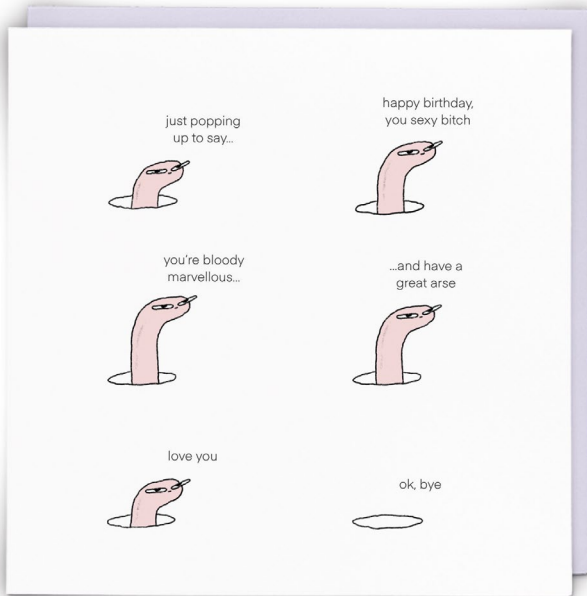 just popping
up to say...
happy birthday,
you sexy bitch
you're bloody
marvellous...
...and have a
great arse
love you
ok, bye